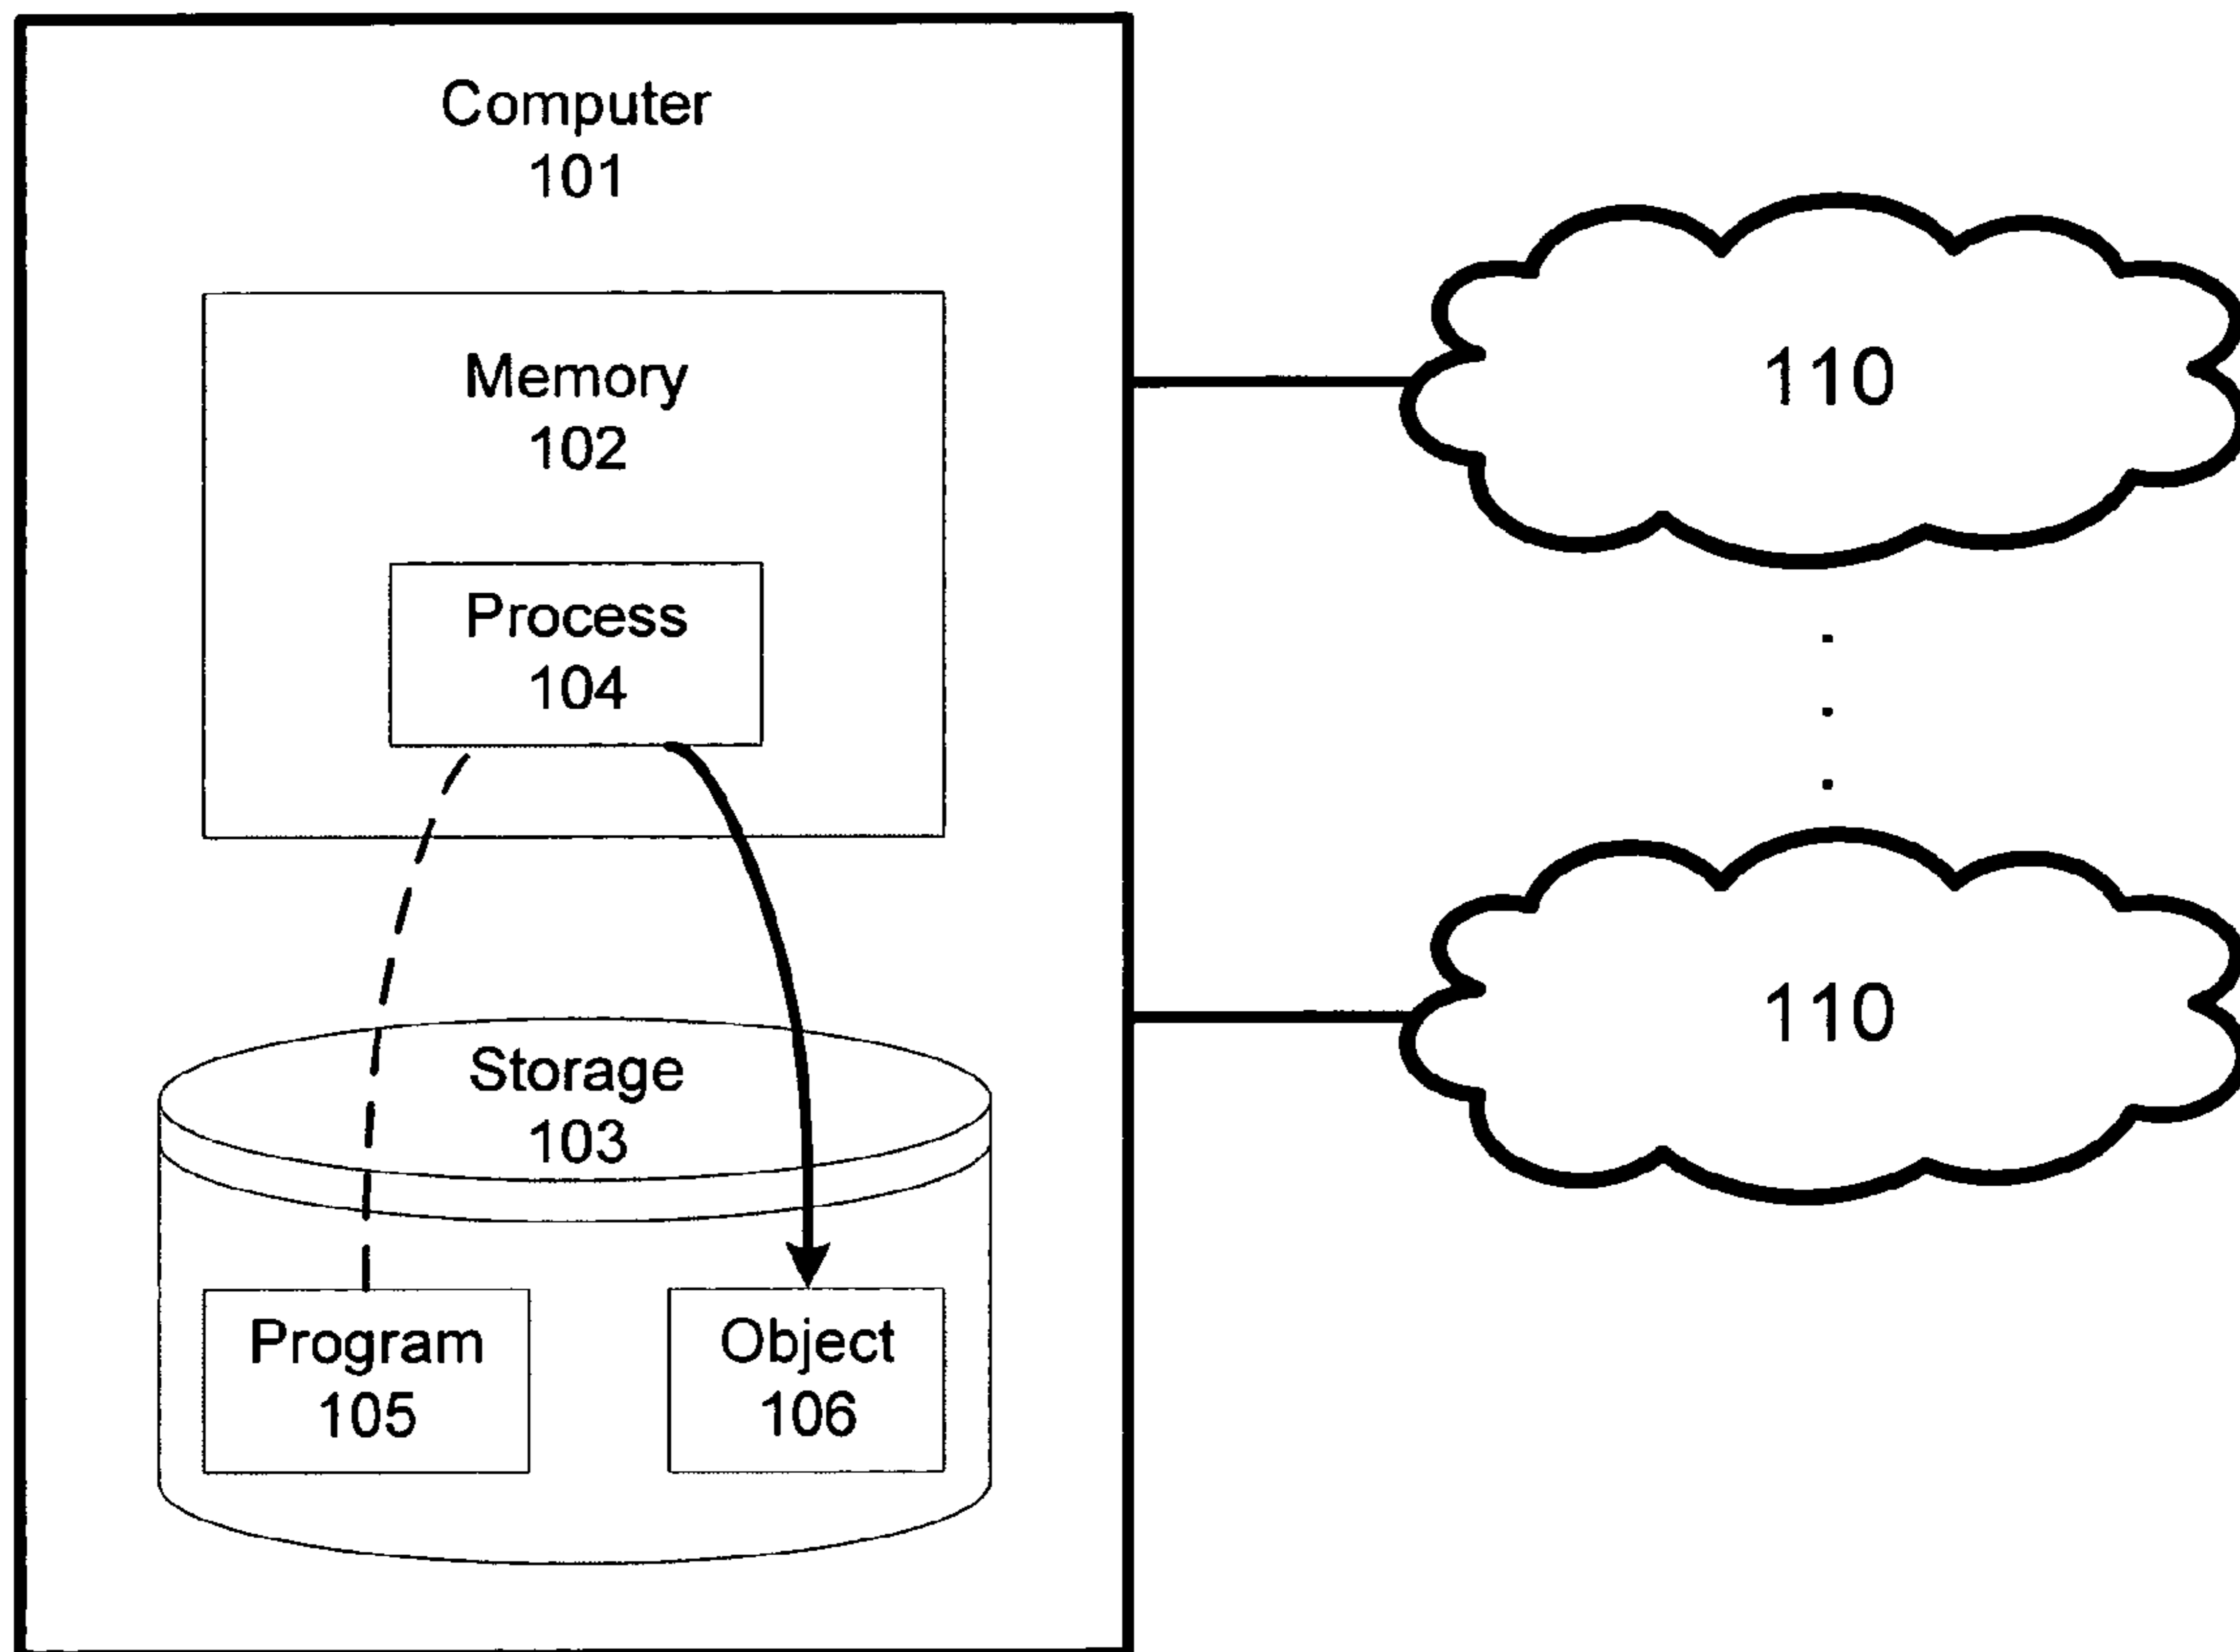 Computer
101
Memory
102
Process
104
Storage
103
Program
105
Object
106
110
110